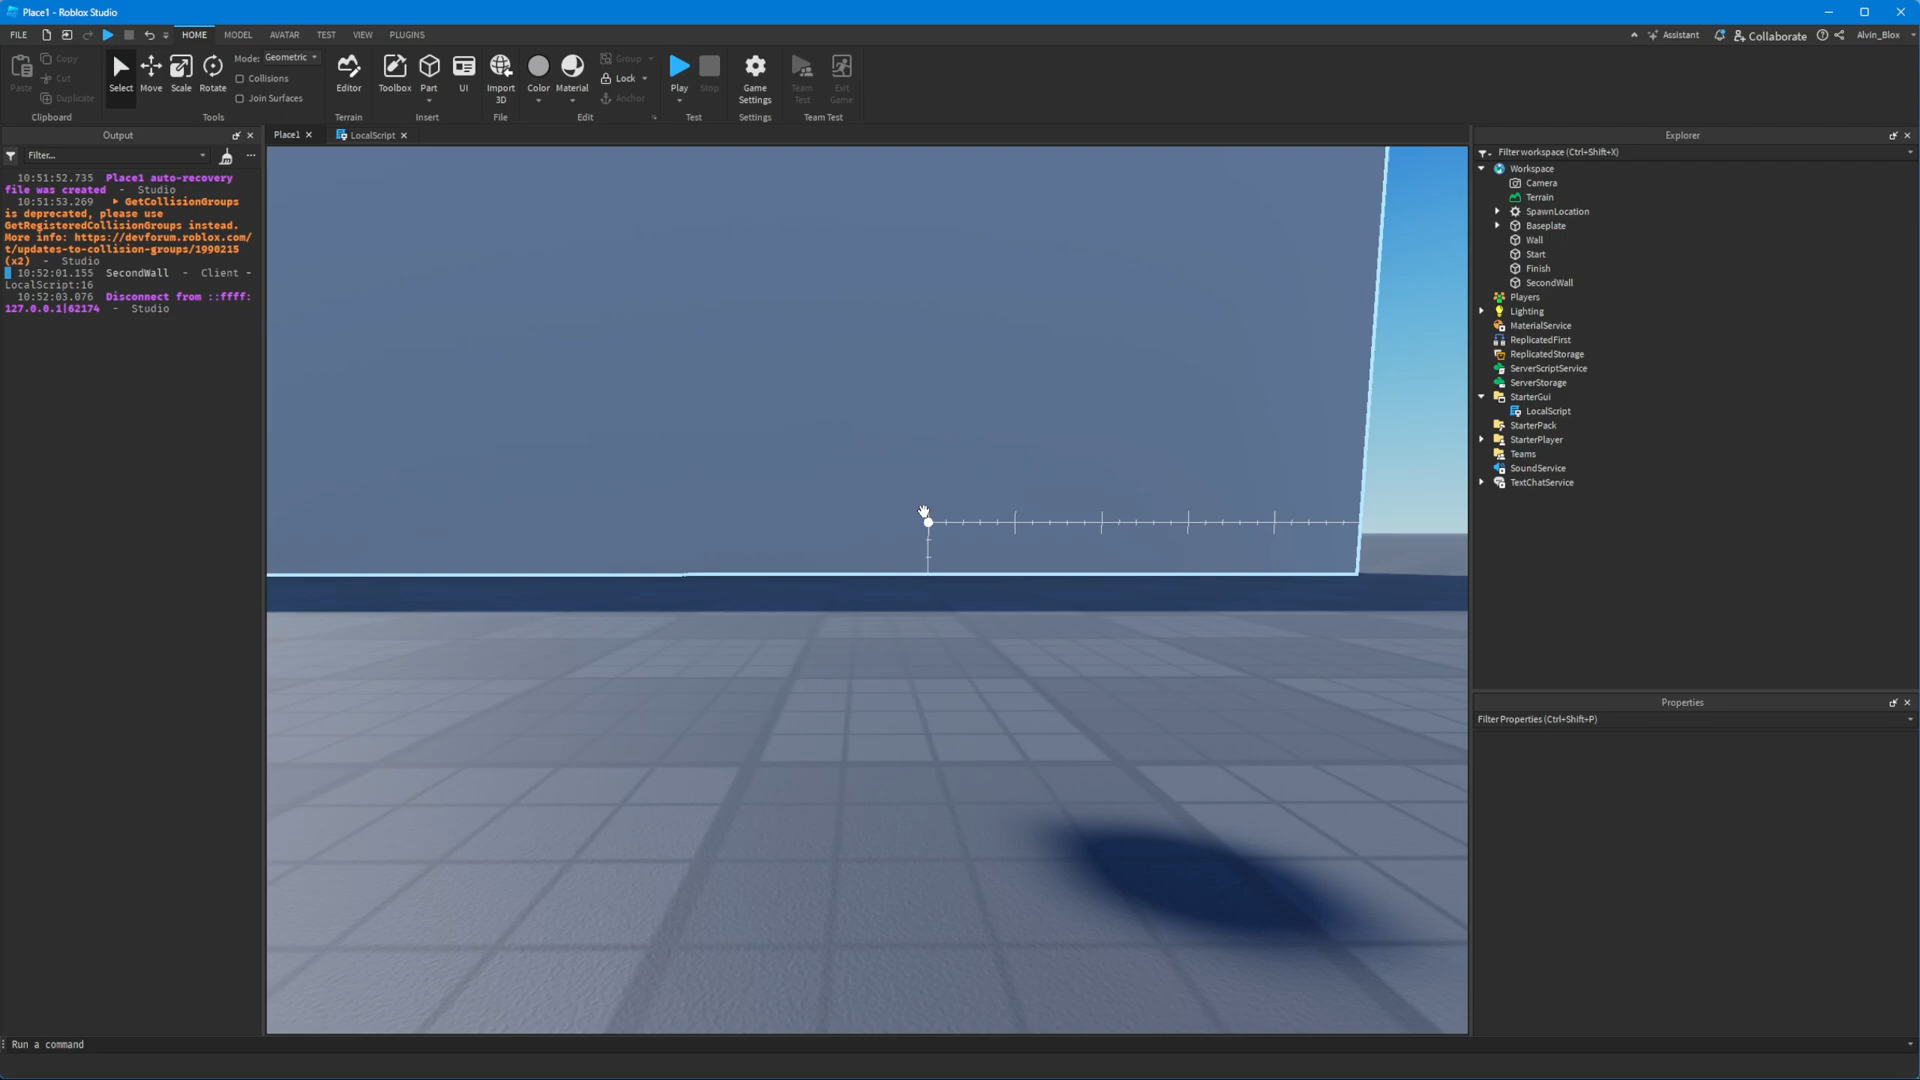 Place1 - Roblox Studio
FILE HOME MODEL AVATAR TEST VIEW PLUGINS
Assistant Collaborate Alvin_Blox
Paste Copy Cut Duplicate
Clipboard
Select Move Scale Rotate
Mode: Geometric
Collisions
Join Surfaces
Tools
Editor
Terrain
Toolbox Part UI
Insert
Import
3D
File
Color Material
Group
Lock
Anchor
Edit
Play Stop
Test
Game
Settings
Settings
Team
Test
Exit
Game
Team Test
Output
Filter...
10:51:52.735 Place1 auto-recovery
file was created - Studio
10:51:53.269 ▸ GetCollisionGroups
is deprecated, please use
GetRegisteredCollisionGroups instead.
More info: https://devforum.roblox.com/
t/updates-to-collision-groups/1990215
(x2) - Studio
10:52:01.155 SecondWall - Client -
LocalScript:16
10:52:03.076 Disconnect from ::ffff:
127.0.0.1|62174 - Studio
Place1
LocalScript
Explorer
Filter workspace (Ctrl+Shift+X)
Workspace
Camera
Terrain
SpawnLocation
Baseplate
Wall
Start
Finish
SecondWall
Players
Lighting
MaterialService
ReplicatedFirst
ReplicatedStorage
ServerScriptService
ServerStorage
StarterGui
LocalScript
StarterPack
StarterPlayer
Teams
SoundService
TextChatService
Properties
Filter Properties (Ctrl+Shift+P)
Run a command